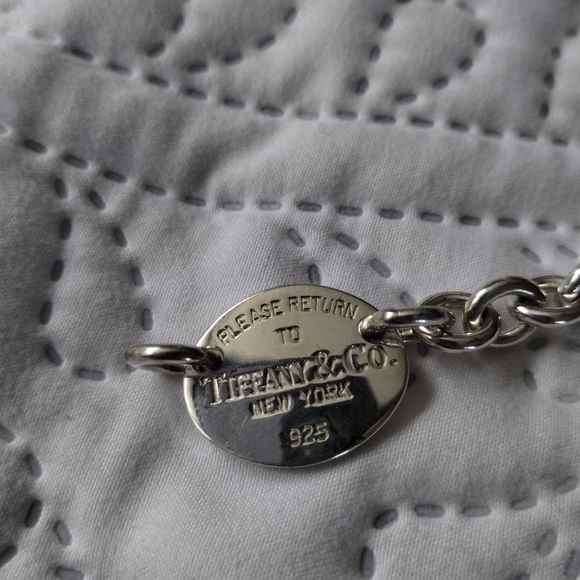 PLEASE RETURN
TO
TIFFANY & CO.
NEW YORK
925